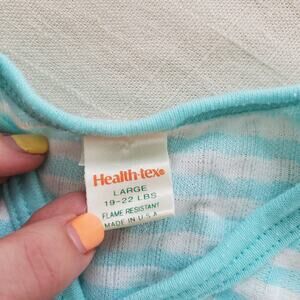 Health·tex®
LARGE
19-22 LBS
FLAME RESISTANT
MADE IN U.S.A.